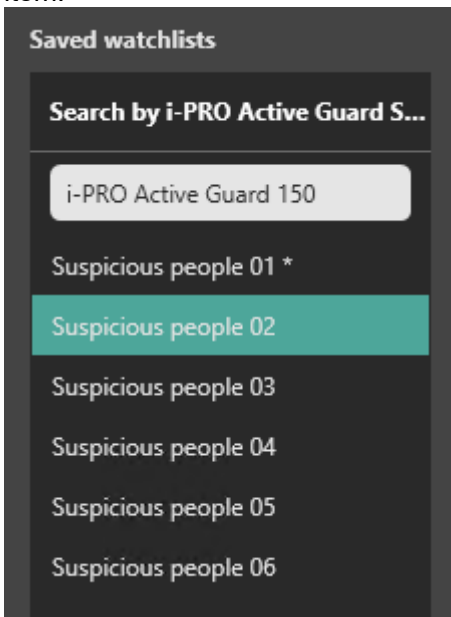 Saved watchlists
Search by i-PRO Active Guard S...
i-PRO Active Guard 150
Suspicious people 01 *
Suspicious people 02
Suspicious people 03
Suspicious people 04
Suspicious people 05
Suspicious people 06